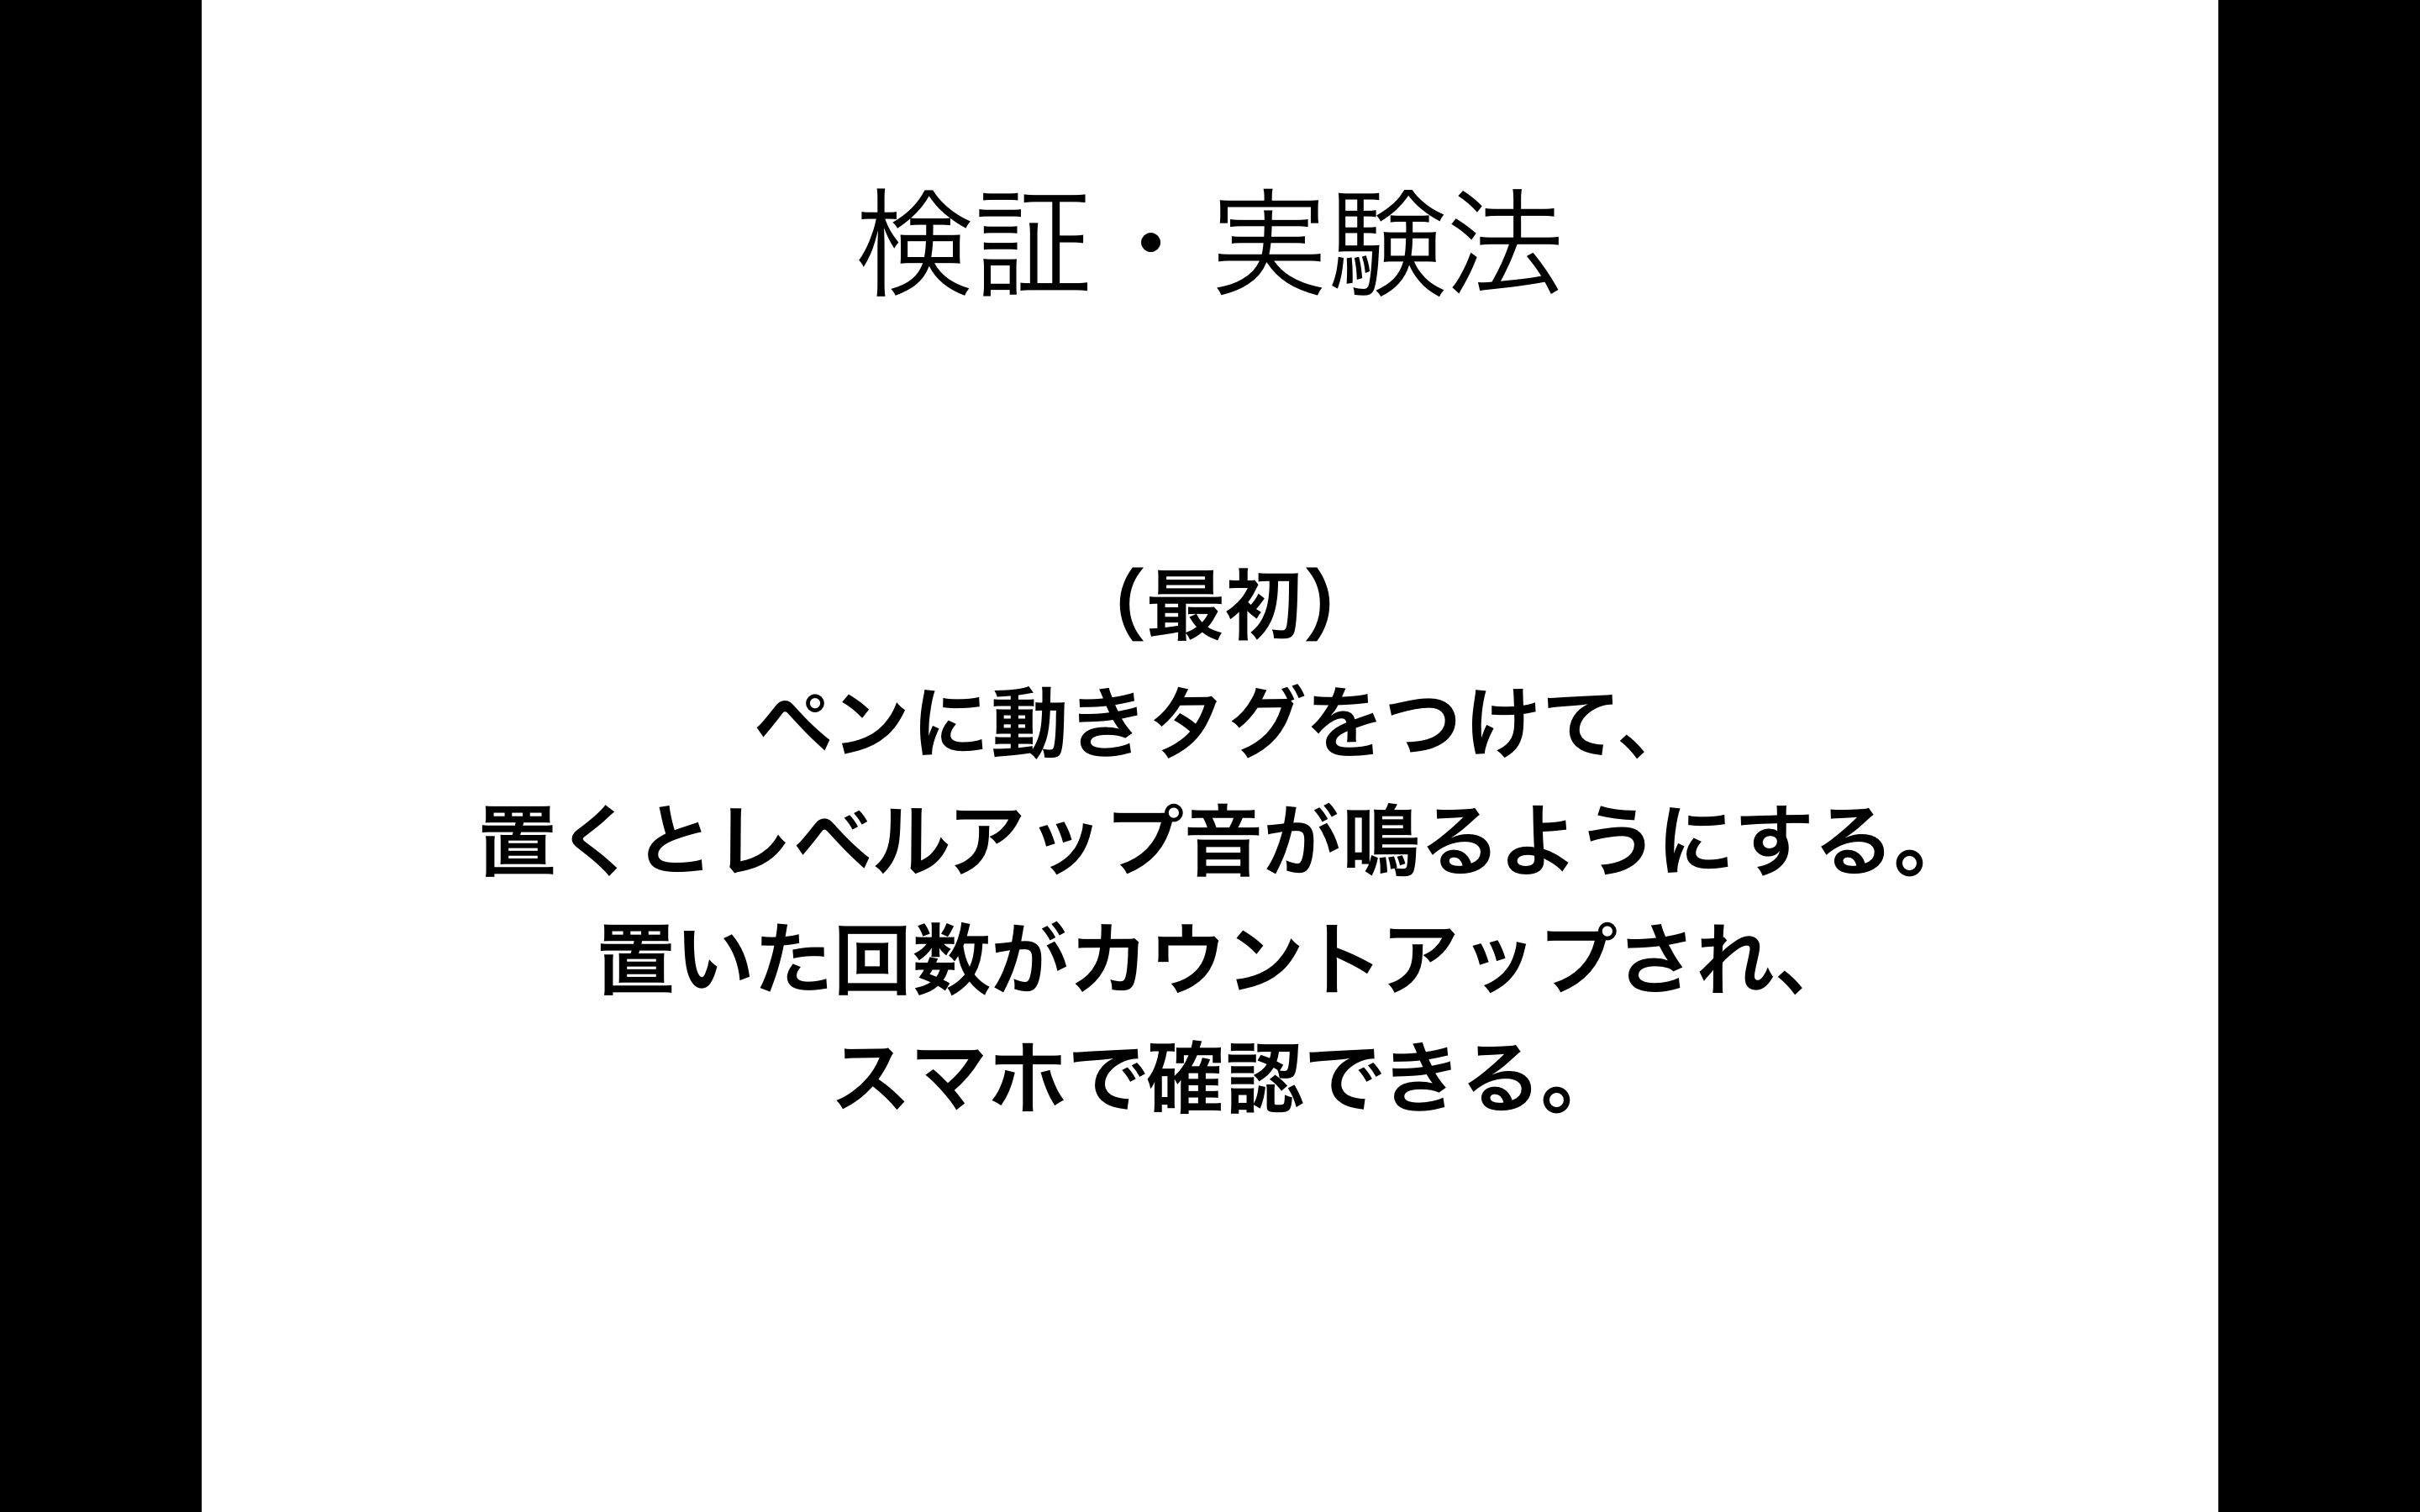 検証・実験法
（最初）
ペンに動きタグをつけて、
置くとレベルアップ音が鳴るようにする。
置いた回数がカウントアップされ、
スマホで確認できる。